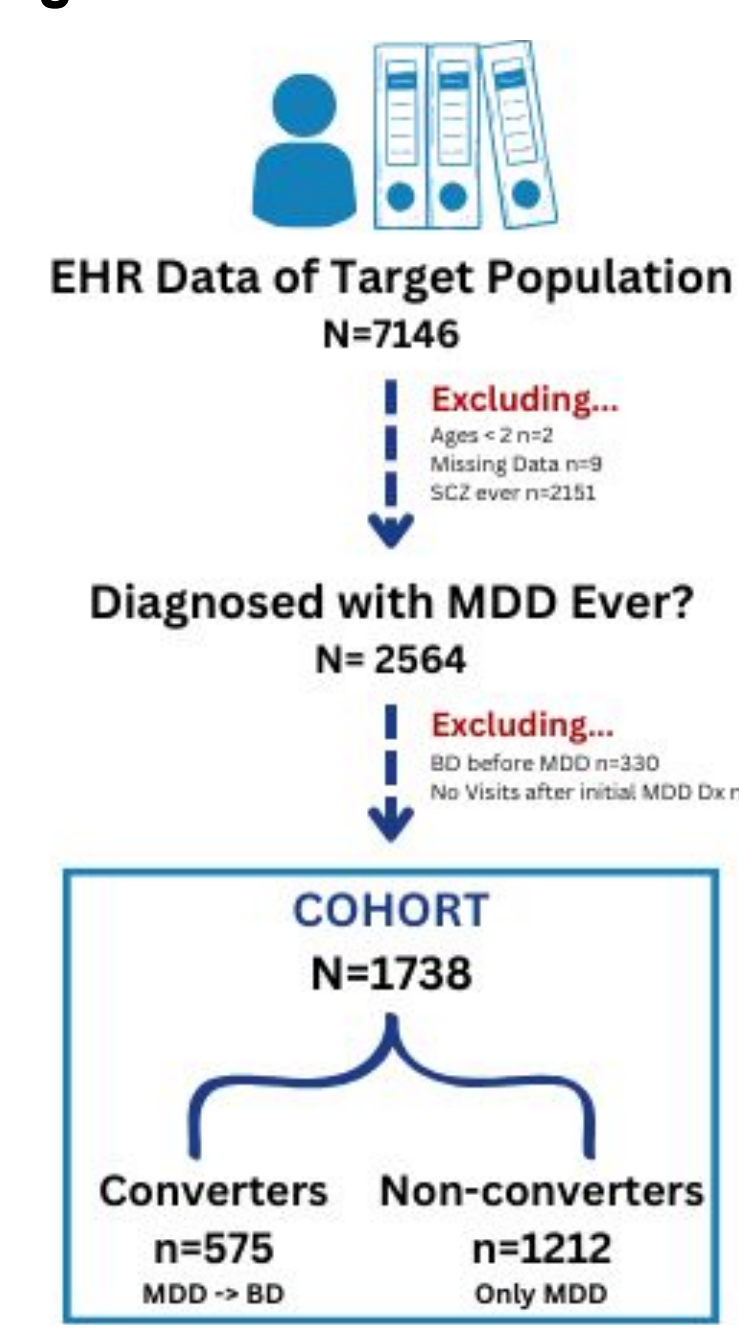 EHR Data of Target Population
N=7146
Excluding...
Ages < 2 n=2
Missing Data n=9
SCZ ever n=2151
Diagnosed with MDD Ever?
N= 2564
Excluding...
BD before MDD n=330
No Visits after initial MDD Dx n
COHORT
N=1738
Converters
n=575
MDD -> BD
Non-converters
n=1212
Only MDD